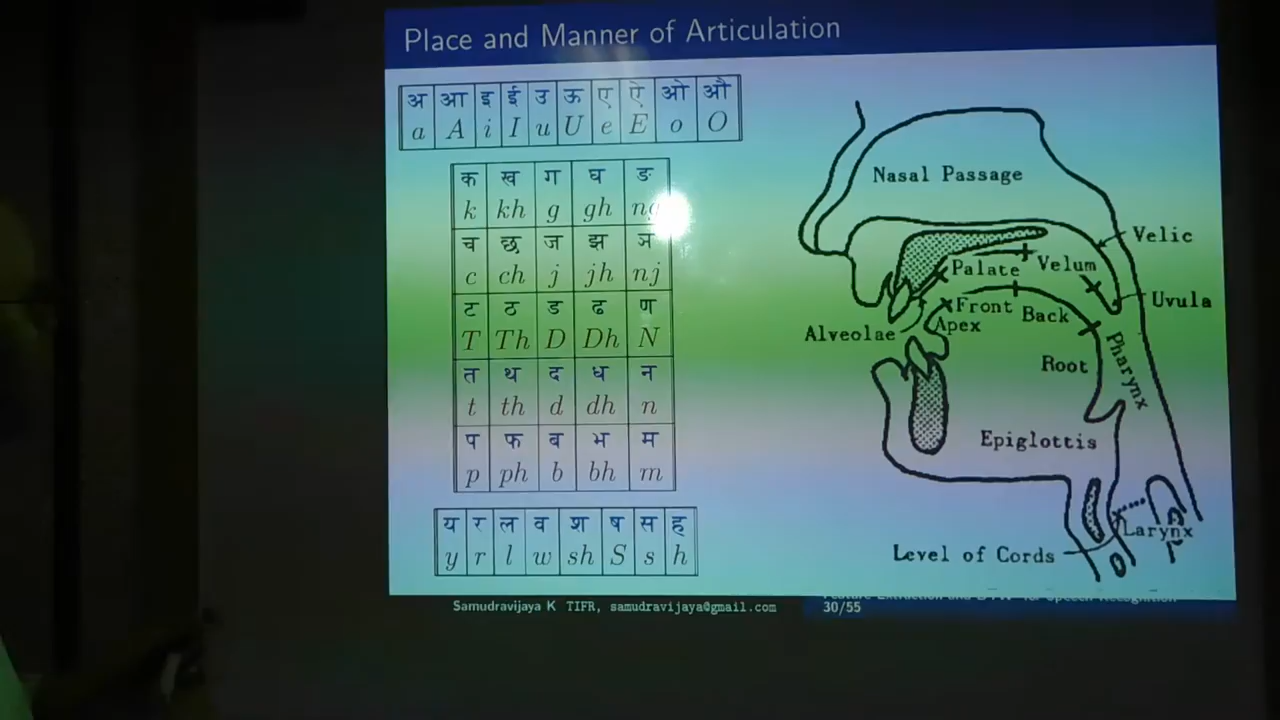 Place and Manner of Articulation
अ आ इ ई उ ऊ ए ऐ ओ औ
a A i I u U e E o O
क ख ग घ ङ
k kh g gh ng
च छ ज झ ञ
c ch j jh nj
ट ठ ड ढ ण
T Th D Dh N
त थ द ध न
t th d dh n
प फ ब भ म
p ph b bh m
य र ल व श ष स ह
y r l w sh S s h
Nasal Passage
Velic
Palate Velum
Uvula
Front
Back
Alveolae
Apex
Pharynx
Root
Epiglottis
Larynx
Level of Cords
Samudravijaya K TIFR, samudravijaya@gmail.com
30/55